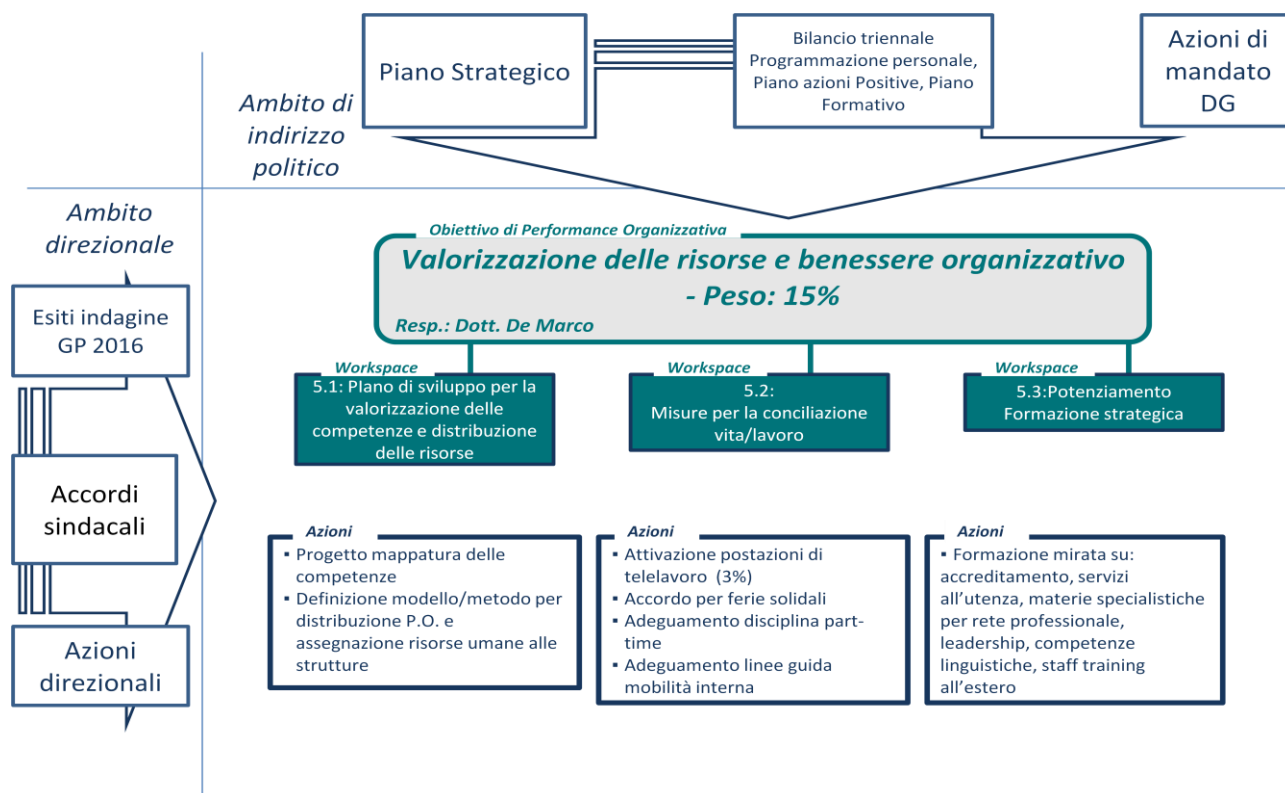 Piano Strategico
Bilancio triennale
Programmazione personale,
Piano azioni Positive, Piano
Formativo
Azioni di
mandato
DG
Ambito di
indirizzo
politico
Ambito
direzionale
Esiti indagine
GP 2016
Accordi
sindacali
Azioni
direzionali
Obiettivo di Performance Organizzativa
Valorizzazione delle risorse e benessere organizzativo
- Peso: 15%
Resp.: Dott. De Marco
Workspace
5.1: Piano di sviluppo per la
valorizzazione delle
competenze e distribuzione
delle risorse
Workspace
5.2:
Misure per la conciliazione
vita/lavoro
Workspace
5.3:Potenziamento
Formazione strategica
Azioni
▪ Progetto mappatura delle
competenze
▪ Definizione modello/metodo per
distribuzione P.O. e
assegnazione risorse umane alle
strutture
Azioni
▪ Attivazione postazioni di
telelavoro (3%)
▪ Accordo per ferie solidali
▪ Adeguamento disciplina part-
time
▪ Adeguamento linee guida
mobilità interna
Azioni
▪ Formazione mirata su:
accreditamento, servizi
all'utenza, materie specialistiche
per rete professionale,
leadership, competenze
linguistiche, staff training
all'estero